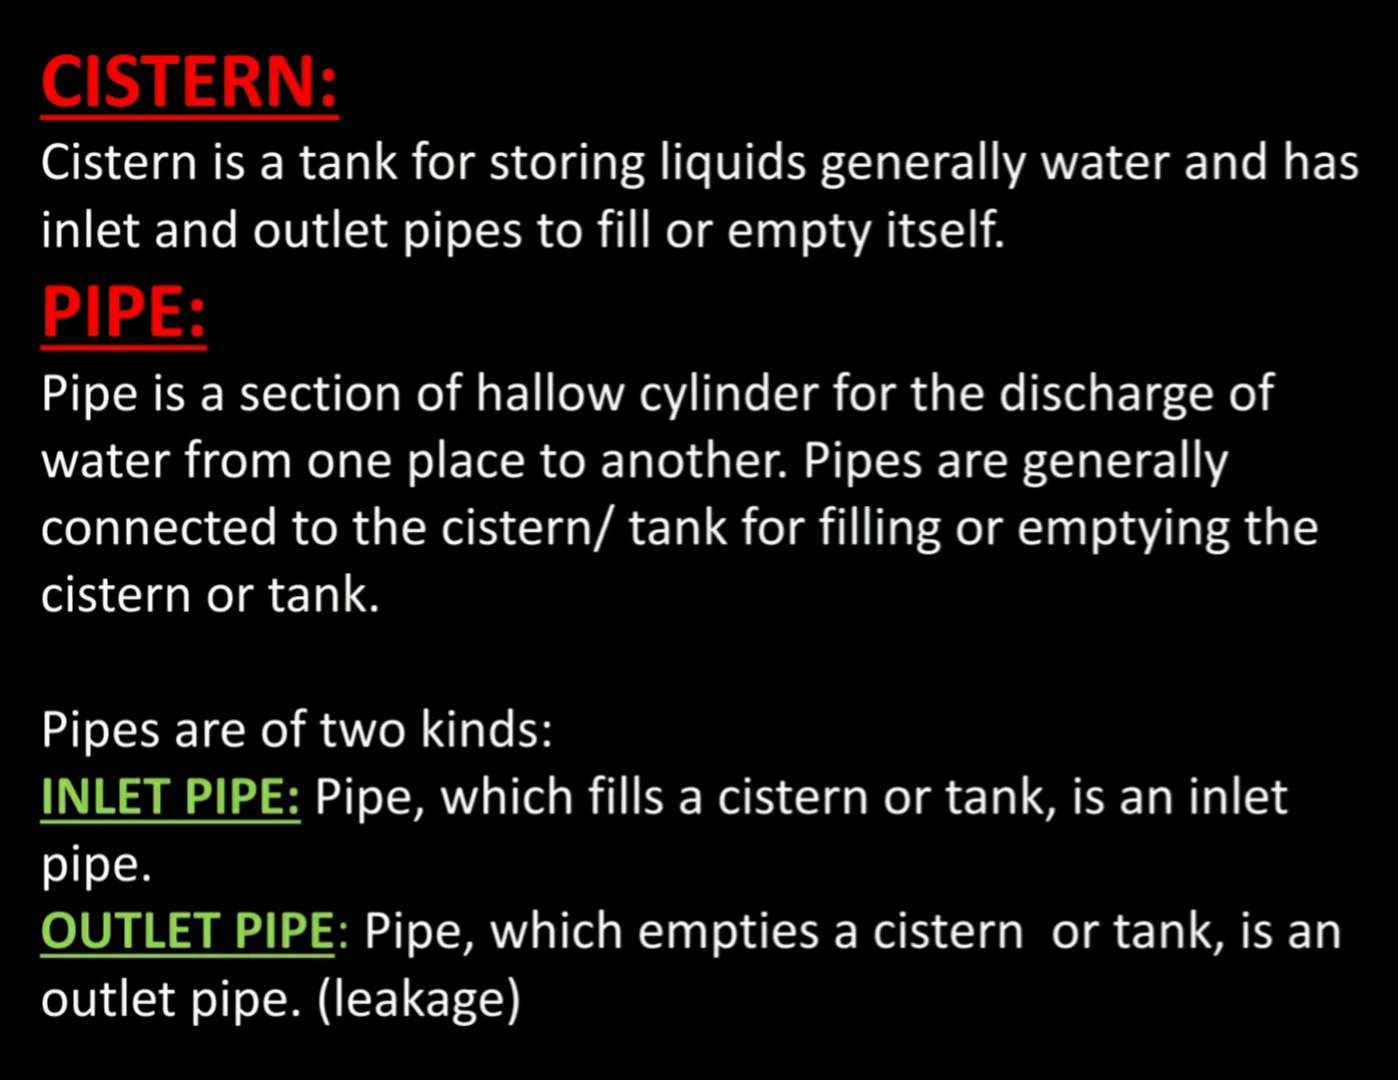 CISTERN:
Cistern is a tank for storing liquids generally water and has
inlet and outlet pipes to fill or empty itself.
PIPE:
Pipe is a section of hallow cylinder for the discharge of
water from one place to another. Pipes are generally
connected to the cistern/ tank for filling or emptying the
cistern or tank.
Pipes are of two kinds:
INLET PIPE: Pipe, which fills a cistern or tank, is an inlet
pipe.
OUTLET PIPE: Pipe, which empties a cistern  or tank, is an
outlet pipe. (leakage)